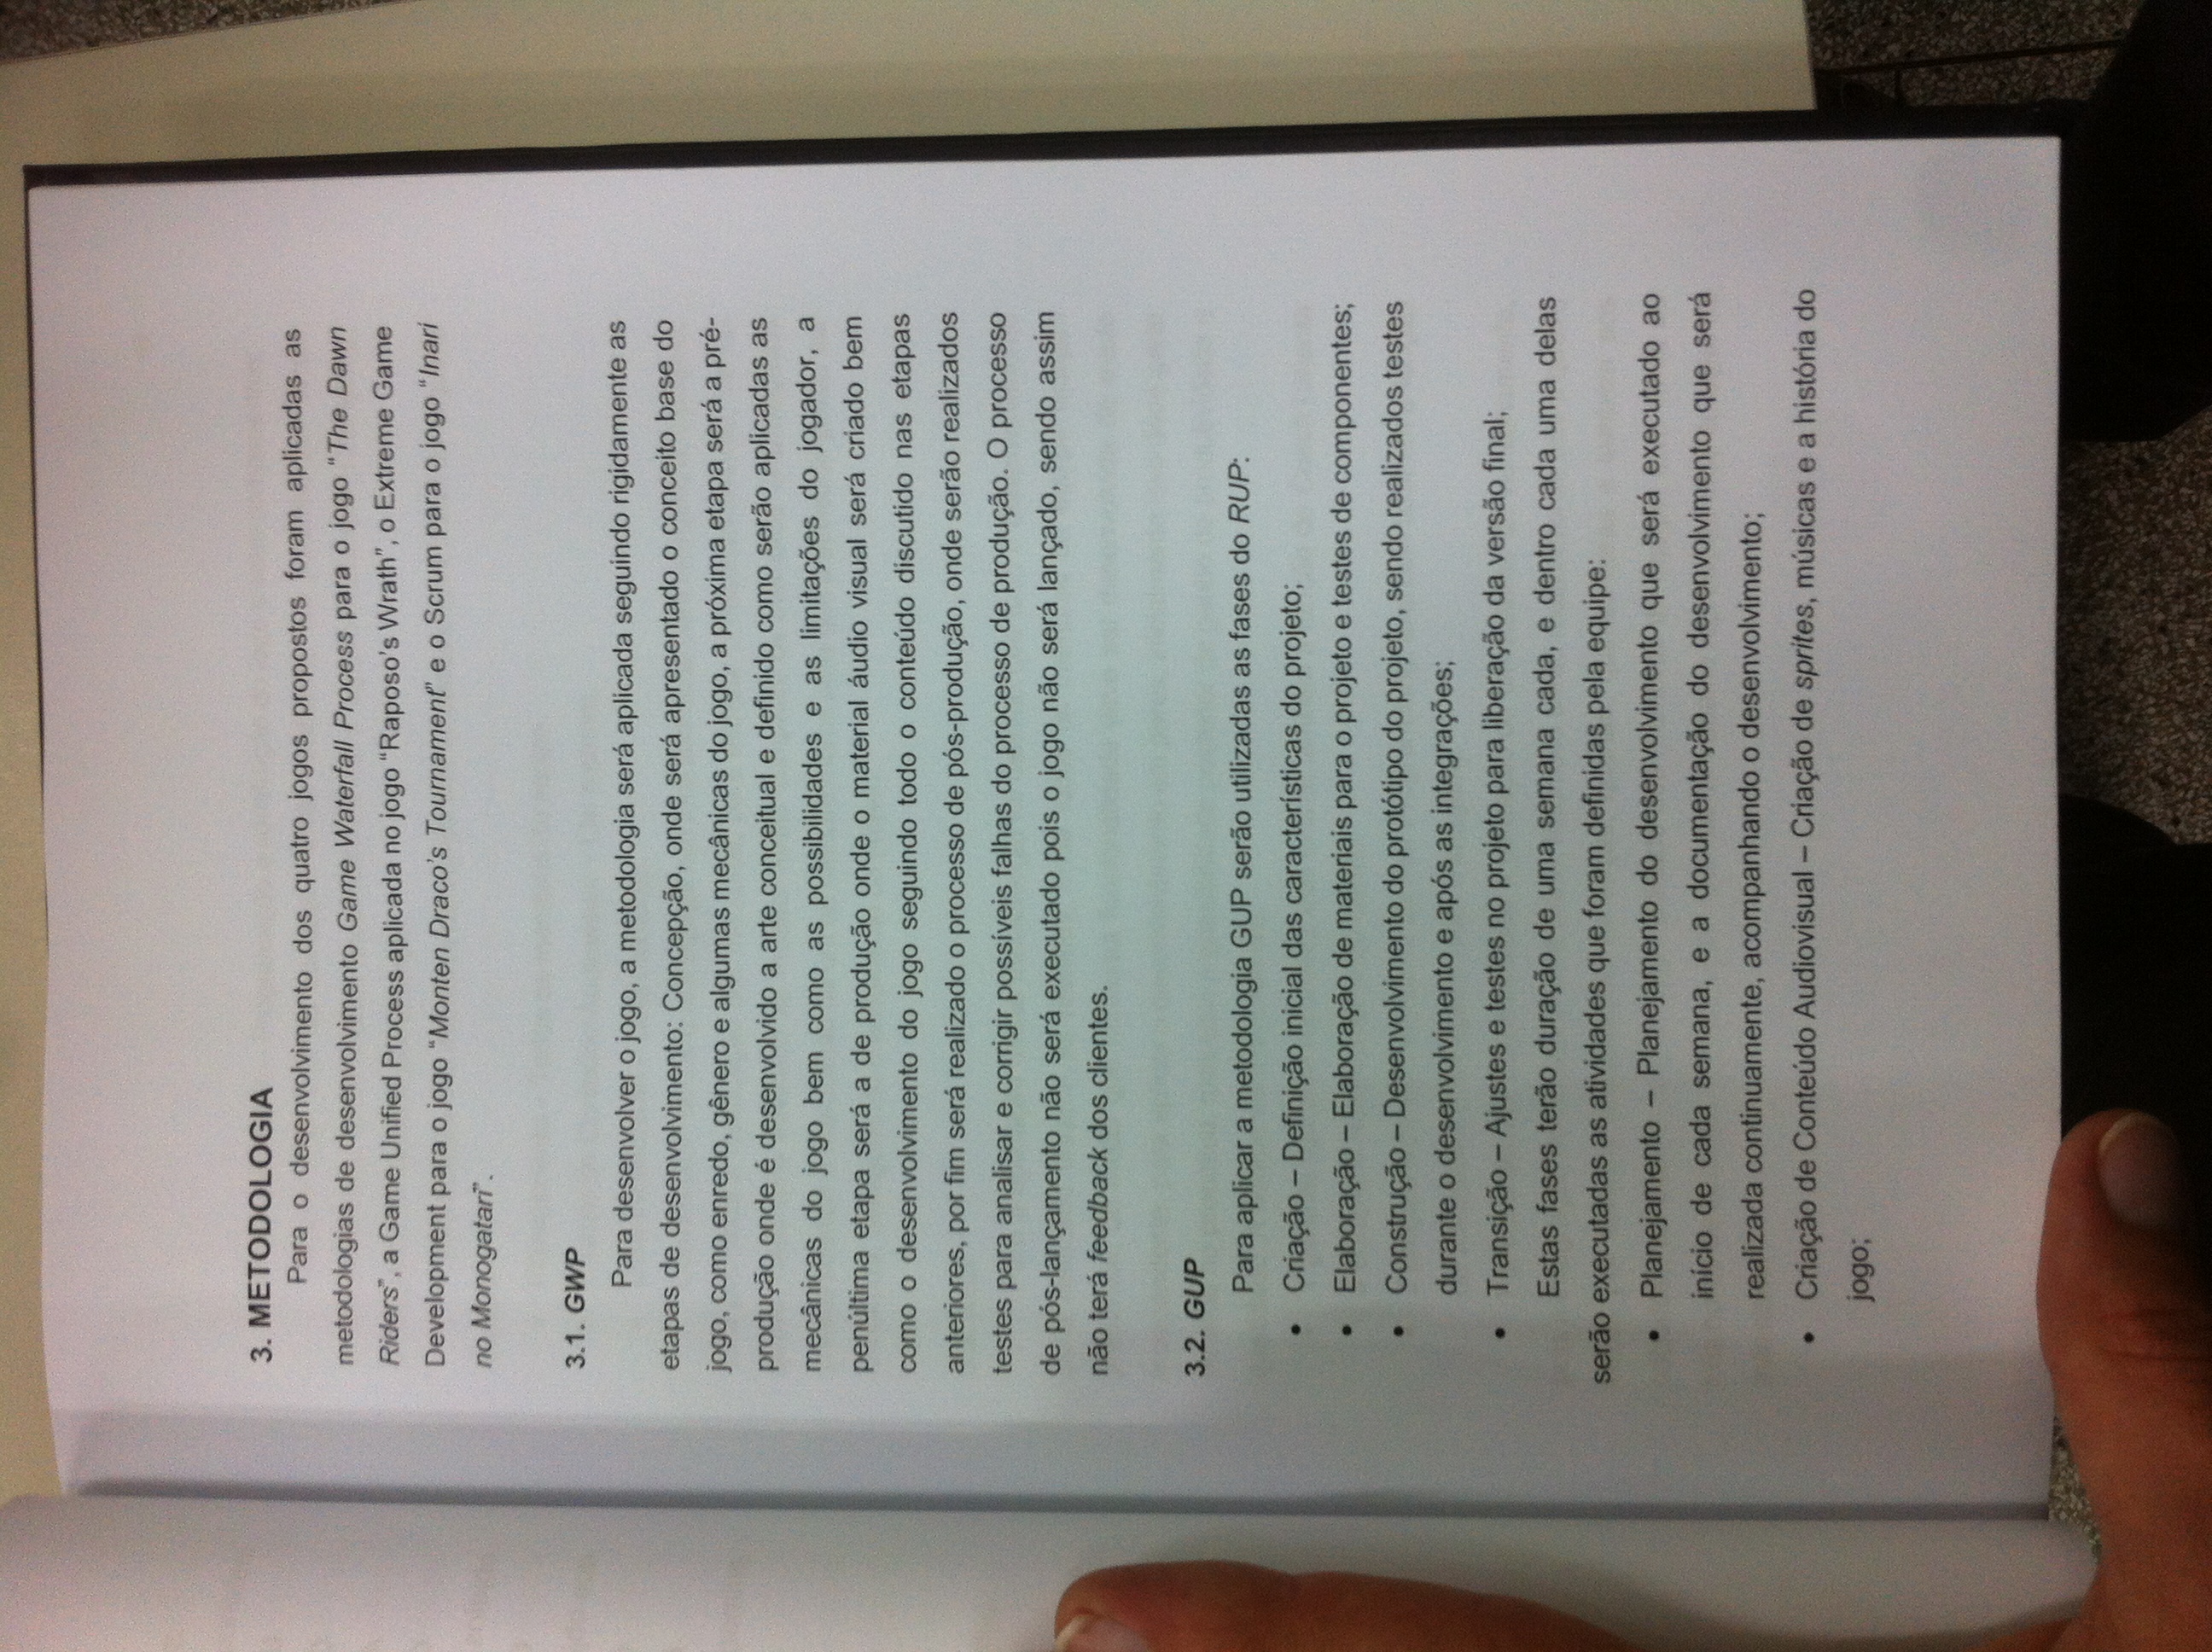 3. METODOLOGIA
Para o desenvolvimento dos quatro jogos propostos foram aplicadas as
metodologias de desenvolvimento Game Waterfall Process para o jogo “The Dawn
Riders”, a Game Unified Process aplicada no jogo “Raposo’s Wrath”, o Extreme Game
Development para o jogo “Monten Draco’s Tournament” e o Scrum para o jogo “Inari
no Monogatari”.
3.1. GWP
Para desenvolver o jogo, a metodologia será aplicada seguindo rigidamente as
etapas de desenvolvimento: Concepção, onde será apresentado o conceito base do
jogo, como enredo, gênero e algumas mecânicas do jogo, a próxima etapa será a pré-
produção onde é desenvolvido a arte conceitual e definido como serão aplicadas as
mecânicas do jogo bem como as possibilidades e as limitações do jogador, a
penúltima etapa será a de produção onde o material áudio visual será criado bem
como o desenvolvimento do jogo seguindo todo o conteúdo discutido nas etapas
anteriores, por fim será realizado o processo de pós-produção, onde serão realizados
testes para analisar e corrigir possíveis falhas do processo de produção. O processo
de pós-lançamento não será executado pois o jogo não será lançado, sendo assim
não terá feedback dos clientes.
3.2. GUP
Para aplicar a metodologia GUP serão utilizadas as fases do RUP:
• Criação – Definição inicial das características do projeto;
• Elaboração – Elaboração de materiais para o projeto e testes de componentes;
• Construção – Desenvolvimento do protótipo do projeto, sendo realizados testes
durante o desenvolvimento e após as integrações;
• Transição – Ajustes e testes no projeto para liberação da versão final;
Estas fases terão duração de uma semana cada, e dentro cada uma delas
serão executadas as atividades que foram definidas pela equipe:
• Planejamento – Planejamento do desenvolvimento que será executado ao
início de cada semana, e a documentação do desenvolvimento que será
realizada continuamente, acompanhando o desenvolvimento;
• Criação de Conteúdo Audiovisual – Criação de sprites, músicas e a história do
jogo;